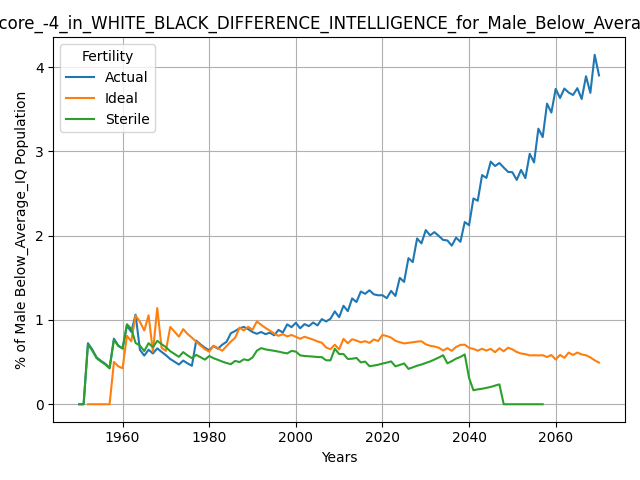 core_-4_in_WHITE_BLACK_DIFFERENCE_INTELLIGENCE_for_Male_Below_Avera
Fertility
Actual
Ideal
Sterile
% of Male Below_Average_IQ Population
4
3
2
1
0
1960 1980 2000 2020 2040 2060
Years